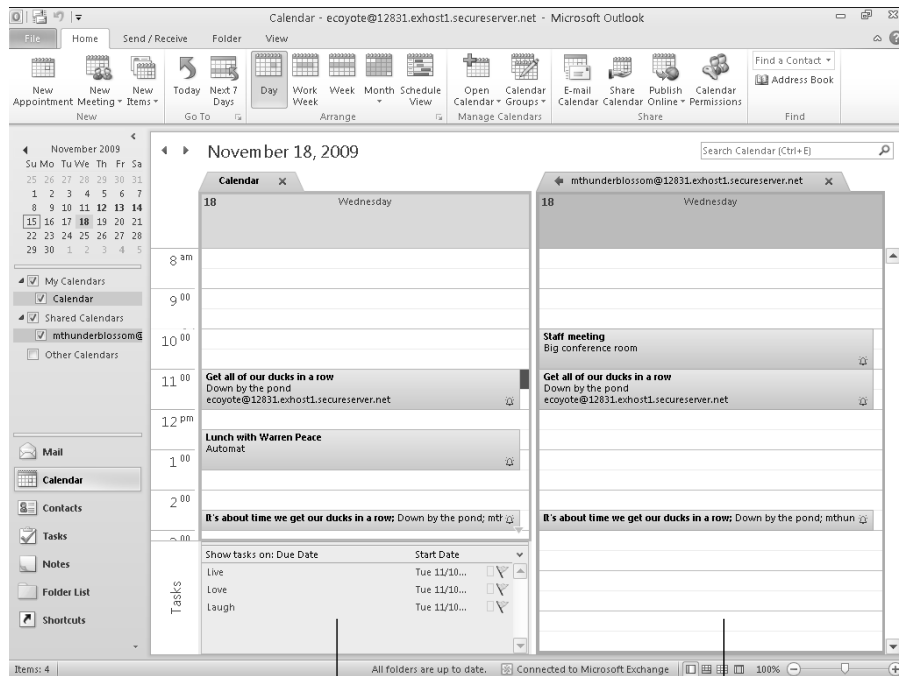 Calendar - ecoyote@12831.exhost1.secureserver.net - Microsoft Outlook
File Home Send / Receive Folder View
New Appointment
New Meeting
New Items
New
Today
Next 7 Days
Go To
Day
Work Week
Week
Month
Schedule View
Arrange
Open Calendar
Calendar Groups
Manage Calendars
E-mail Calendar
Share Calendar
Publish Online
Calendar Permissions
Share
Find a Contact
Address Book
Find
November 2009
Su Mo Tu We Th Fr Sa
25 26 27 28 29 30 31
1 2 3 4 5 6 7
8 9 10 11 12 13 14
15 16 17 18 19 20 21
22 23 24 25 26 27 28
29 30 1 2 3 4 5
My Calendars
Calendar
Shared Calendars
mthunderblossom@
Other Calendars
Mail
Calendar
Contacts
Tasks
Notes
Folder List
Shortcuts
November 18, 2009
Search Calendar (Ctrl+E)
Calendar
mthunderblossom@12831.exhost1.secureserver.net
18 Wednesday
18 Wednesday
8 am
9 00
10 00
11 00
12 pm
1 00
2 00
Get all of our ducks in a row
Down by the pond
ecoyote@12831.exhost1.secureserver.net
Lunch with Warren Peace
Automat
It's about time we get our ducks in a row; Down by the pond; mth
Staff meeting
Big conference room
Get all of our ducks in a row
Down by the pond
ecoyote@12831.exhost1.secureserver.net
It's about time we get our ducks in a row; Down by the pond; mthun
Tasks
Show tasks on: Due Date Start Date
Live Tue 11/10...
Love Tue 11/10...
Laugh Tue 11/10...
Items: 4
All folders are up to date.
Connected to Microsoft Exchange
100%